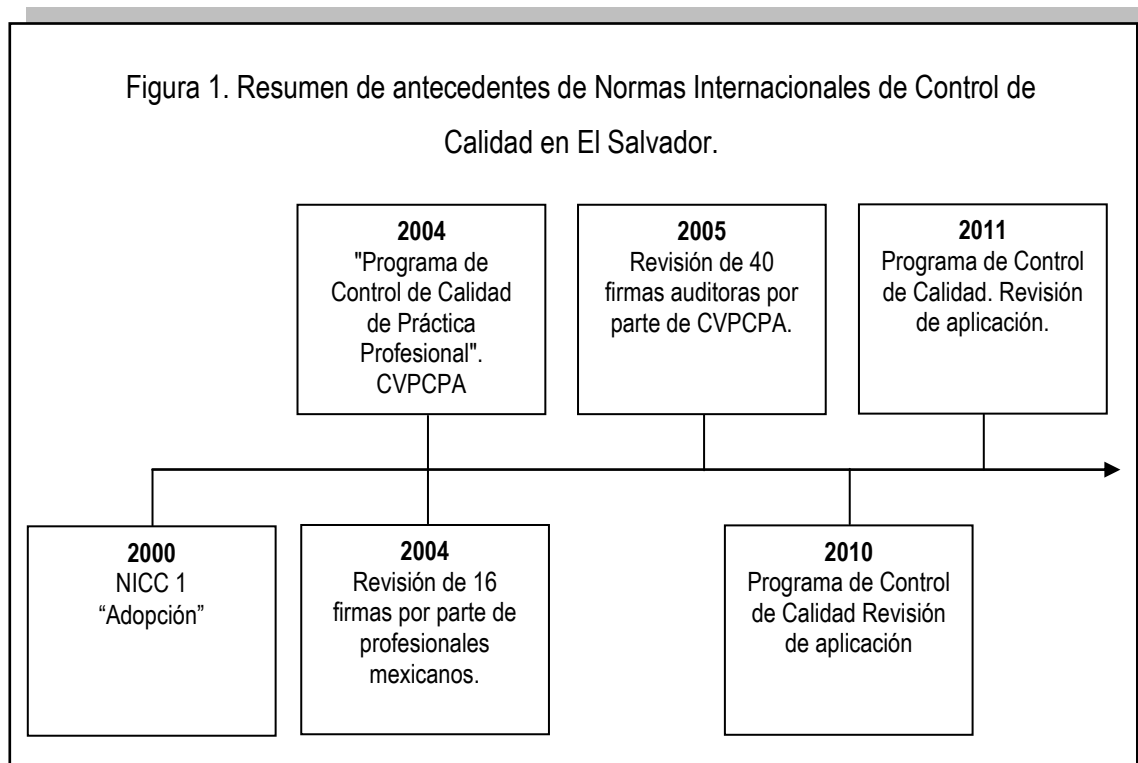 Figura 1. Resumen de antecedentes de Normas Internacionales de Control de
Calidad en El Salvador.
2004
"Programa de
Control de Calidad
de Práctica
Profesional".
CVPCPA
2005
Revisión de 40
firmas auditoras por
parte de CVPCPA.
2011
Programa de Control
de Calidad. Revisión
de aplicación.
2000
NICC 1
“Adopción”
2004
Revisión de 16
firmas por parte de
profesionales
mexicanos.
2010
Programa de Control
de Calidad Revisión
de aplicación